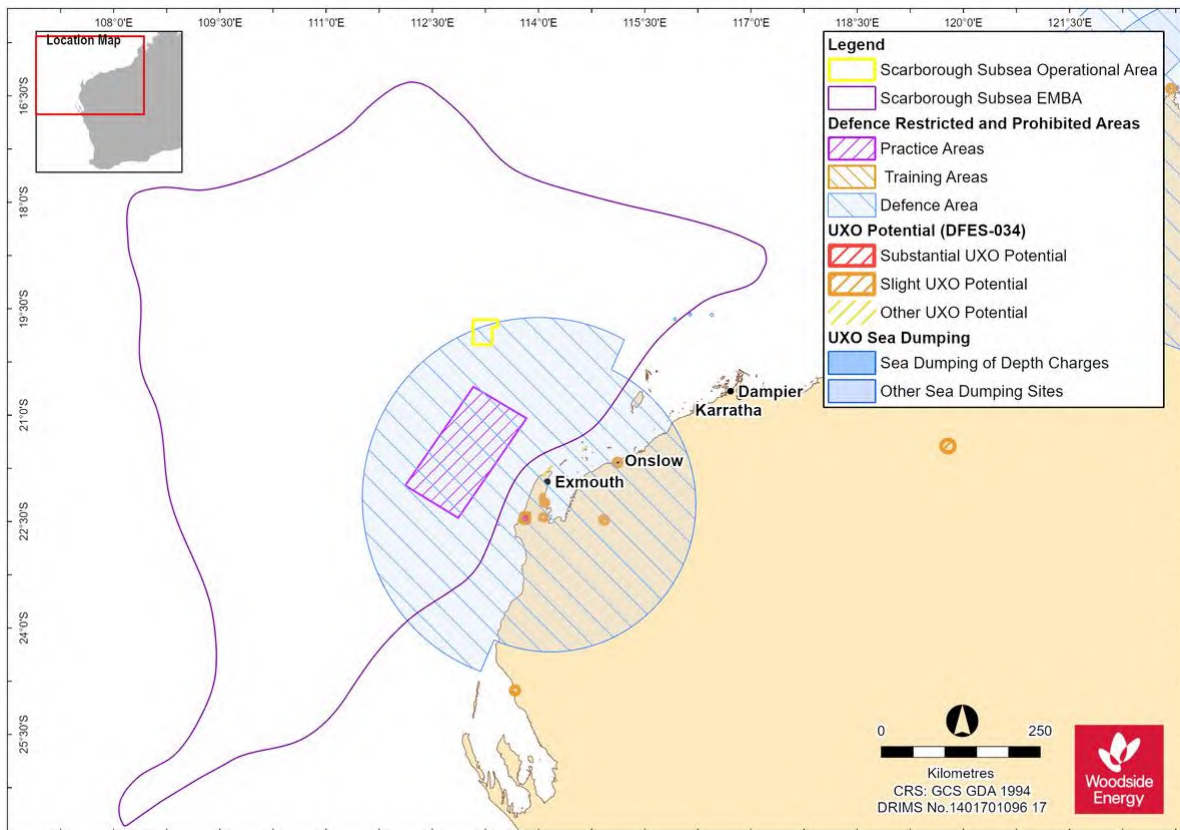 108°0'E 109°30'E 111°0'E 112°30'E 114°0'E 115°30'E 117°0'E 118°30'E 120°0'E 121°30'E
Location Map
16°30'S
18°0'S
19°30'S
21°0'S
22°30'S
24°0'S
25°30'S
Legend
Scarborough Subsea Operational Area
Scarborough Subsea EMBA
Defence Restricted and Prohibited Areas
Practice Areas
Training Areas
Defence Area
UXO Potential (DFES-034)
Substantial UXO Potential
Slight UXO Potential
Other UXO Potential
UXO Sea Dumping
Sea Dumping of Depth Charges
Other Sea Dumping Sites
Dampier
Karratha
Onslow
Exmouth
0 250
Kilometres
CRS: GCS GDA 1994
DRIMS No.1401701096 17
Woodside
Energy